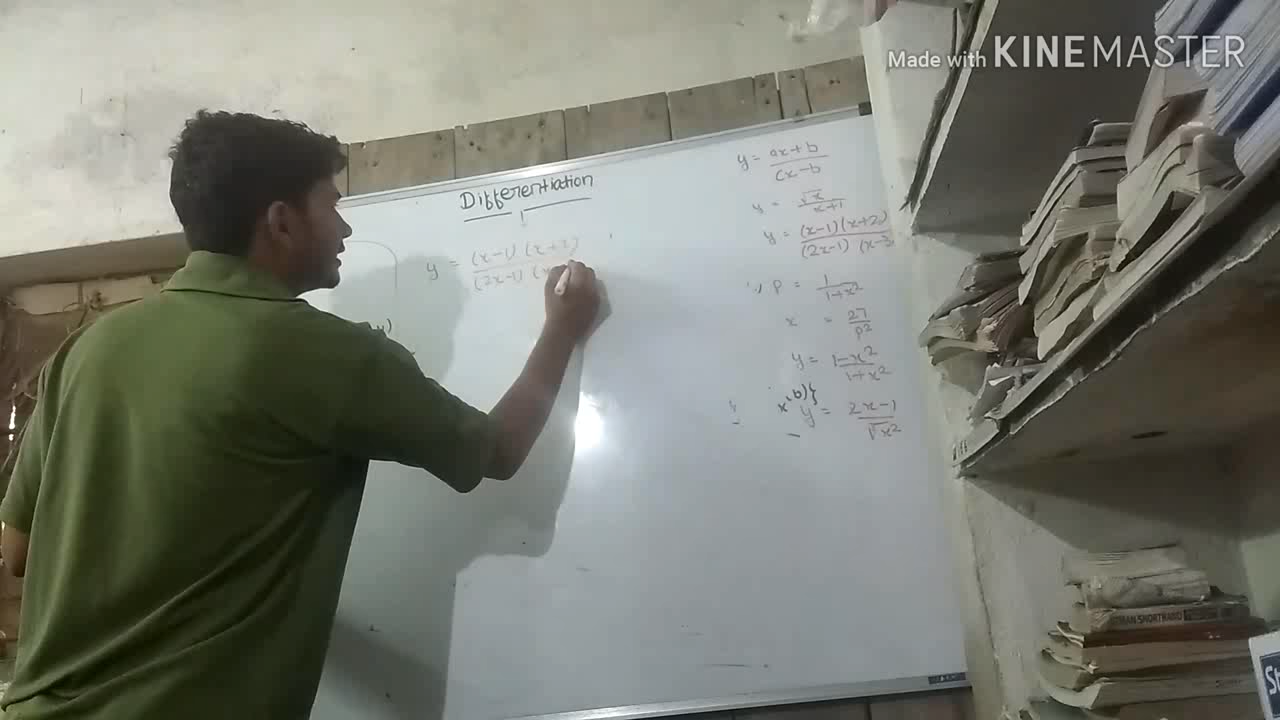 Made with KINEMASTER
Differentiation
y = (x-1) (x+2)
(2x-1) (x
y = ax+b
cx-b
y = √x
x+1
y = (x-1)(x+2)
(2x-1) (x-3
P = 1
1+x²
x = 27
p²
y = 1-x²
1+x²
y = 2x-1
√x²